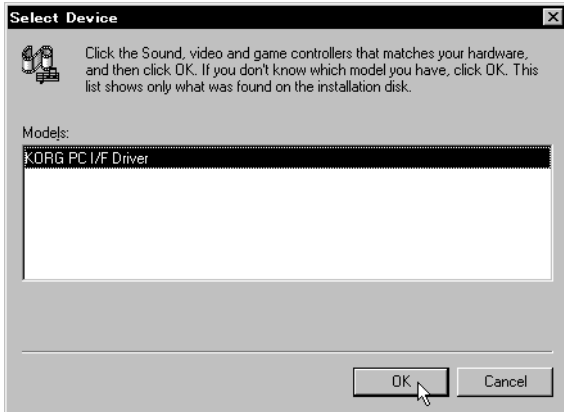 Select Device
Click the Sound, video and game controllers that matches your hardware,
and then click OK. If you don't know which model you have, click OK. This
list shows only what was found on the installation disk.
Models:
KORG PC I/F Driver
OK
Cancel